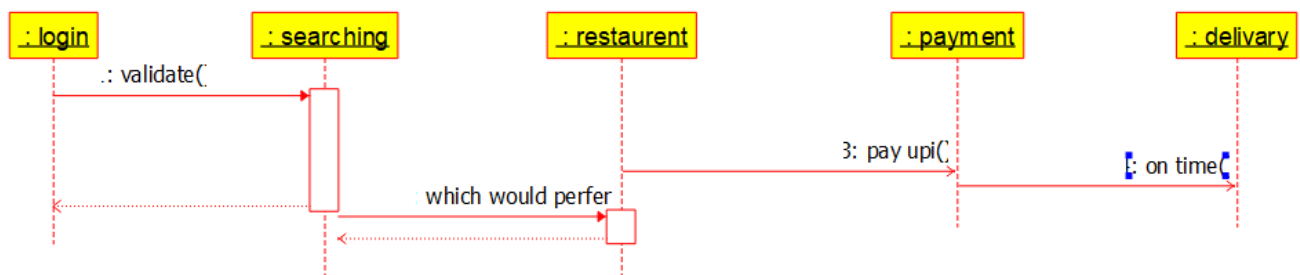 : login
: searching
: restaurent
: payment
: delivary
.: validate()
3: pay upi()
: on time(
which would perfer